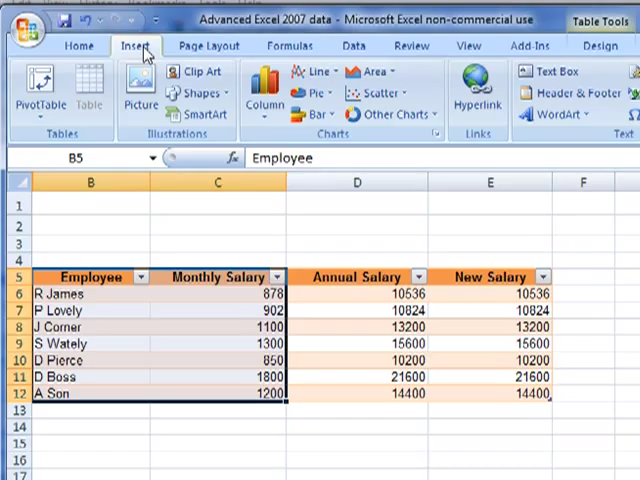 Advanced Excel 2007 data - Microsoft Excel non-commercial use
Table Tools
Home Insert Page Layout Formulas Data Review View Add-Ins Design
PivotTable Table Picture Clip Art Shapes SmartArt Column Line Pie Bar Area Scatter Other Charts Hyperlink Text Box Header & Footer WordArt
Tables Illustrations Charts Links Text
B5 fx Employee
B C D E F
1
2
3
4
5 Employee Monthly Salary Annual Salary New Salary
6 R James 878 10536 10536
7 P Lovely 902 10824 10824
8 J Corner 1100 13200 13200
9 S Wately 1300 15600 15600
10 D Pierce 850 10200 10200
11 D Boss 1800 21600 21600
12 A Son 1200 14400 14400
13
14
15
16
17